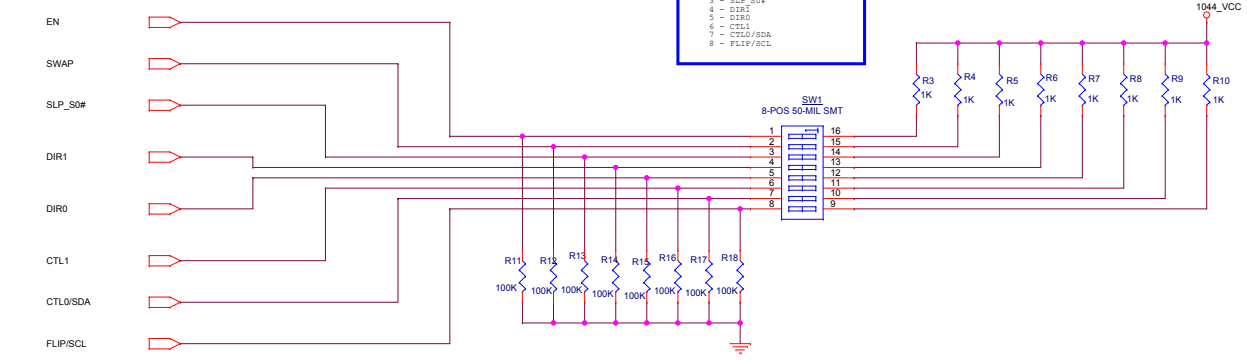 1044_VCC
4 - DIR1
5 - DIR0
6 - CTL1
7 - CTL0/SDA
8 - FLIP/SCL
EN
SWAP
SLP_S0#
DIR1
DIR0
CTL1
CTL0/SDA
FLIP/SCL
R3
1K
R4
1K
R5
1K
R6
1K
R7
1K
R8
1K
R9
1K
R10
1K
SW1
8-POS 50-MIL SMT
1 16
2 15
3 14
4 13
5 12
6 11
7 10
8 9
R11
100K
R12
100K
R13
100K
R14
100K
R15
100K
R16
100K
R17
100K
R18
100K